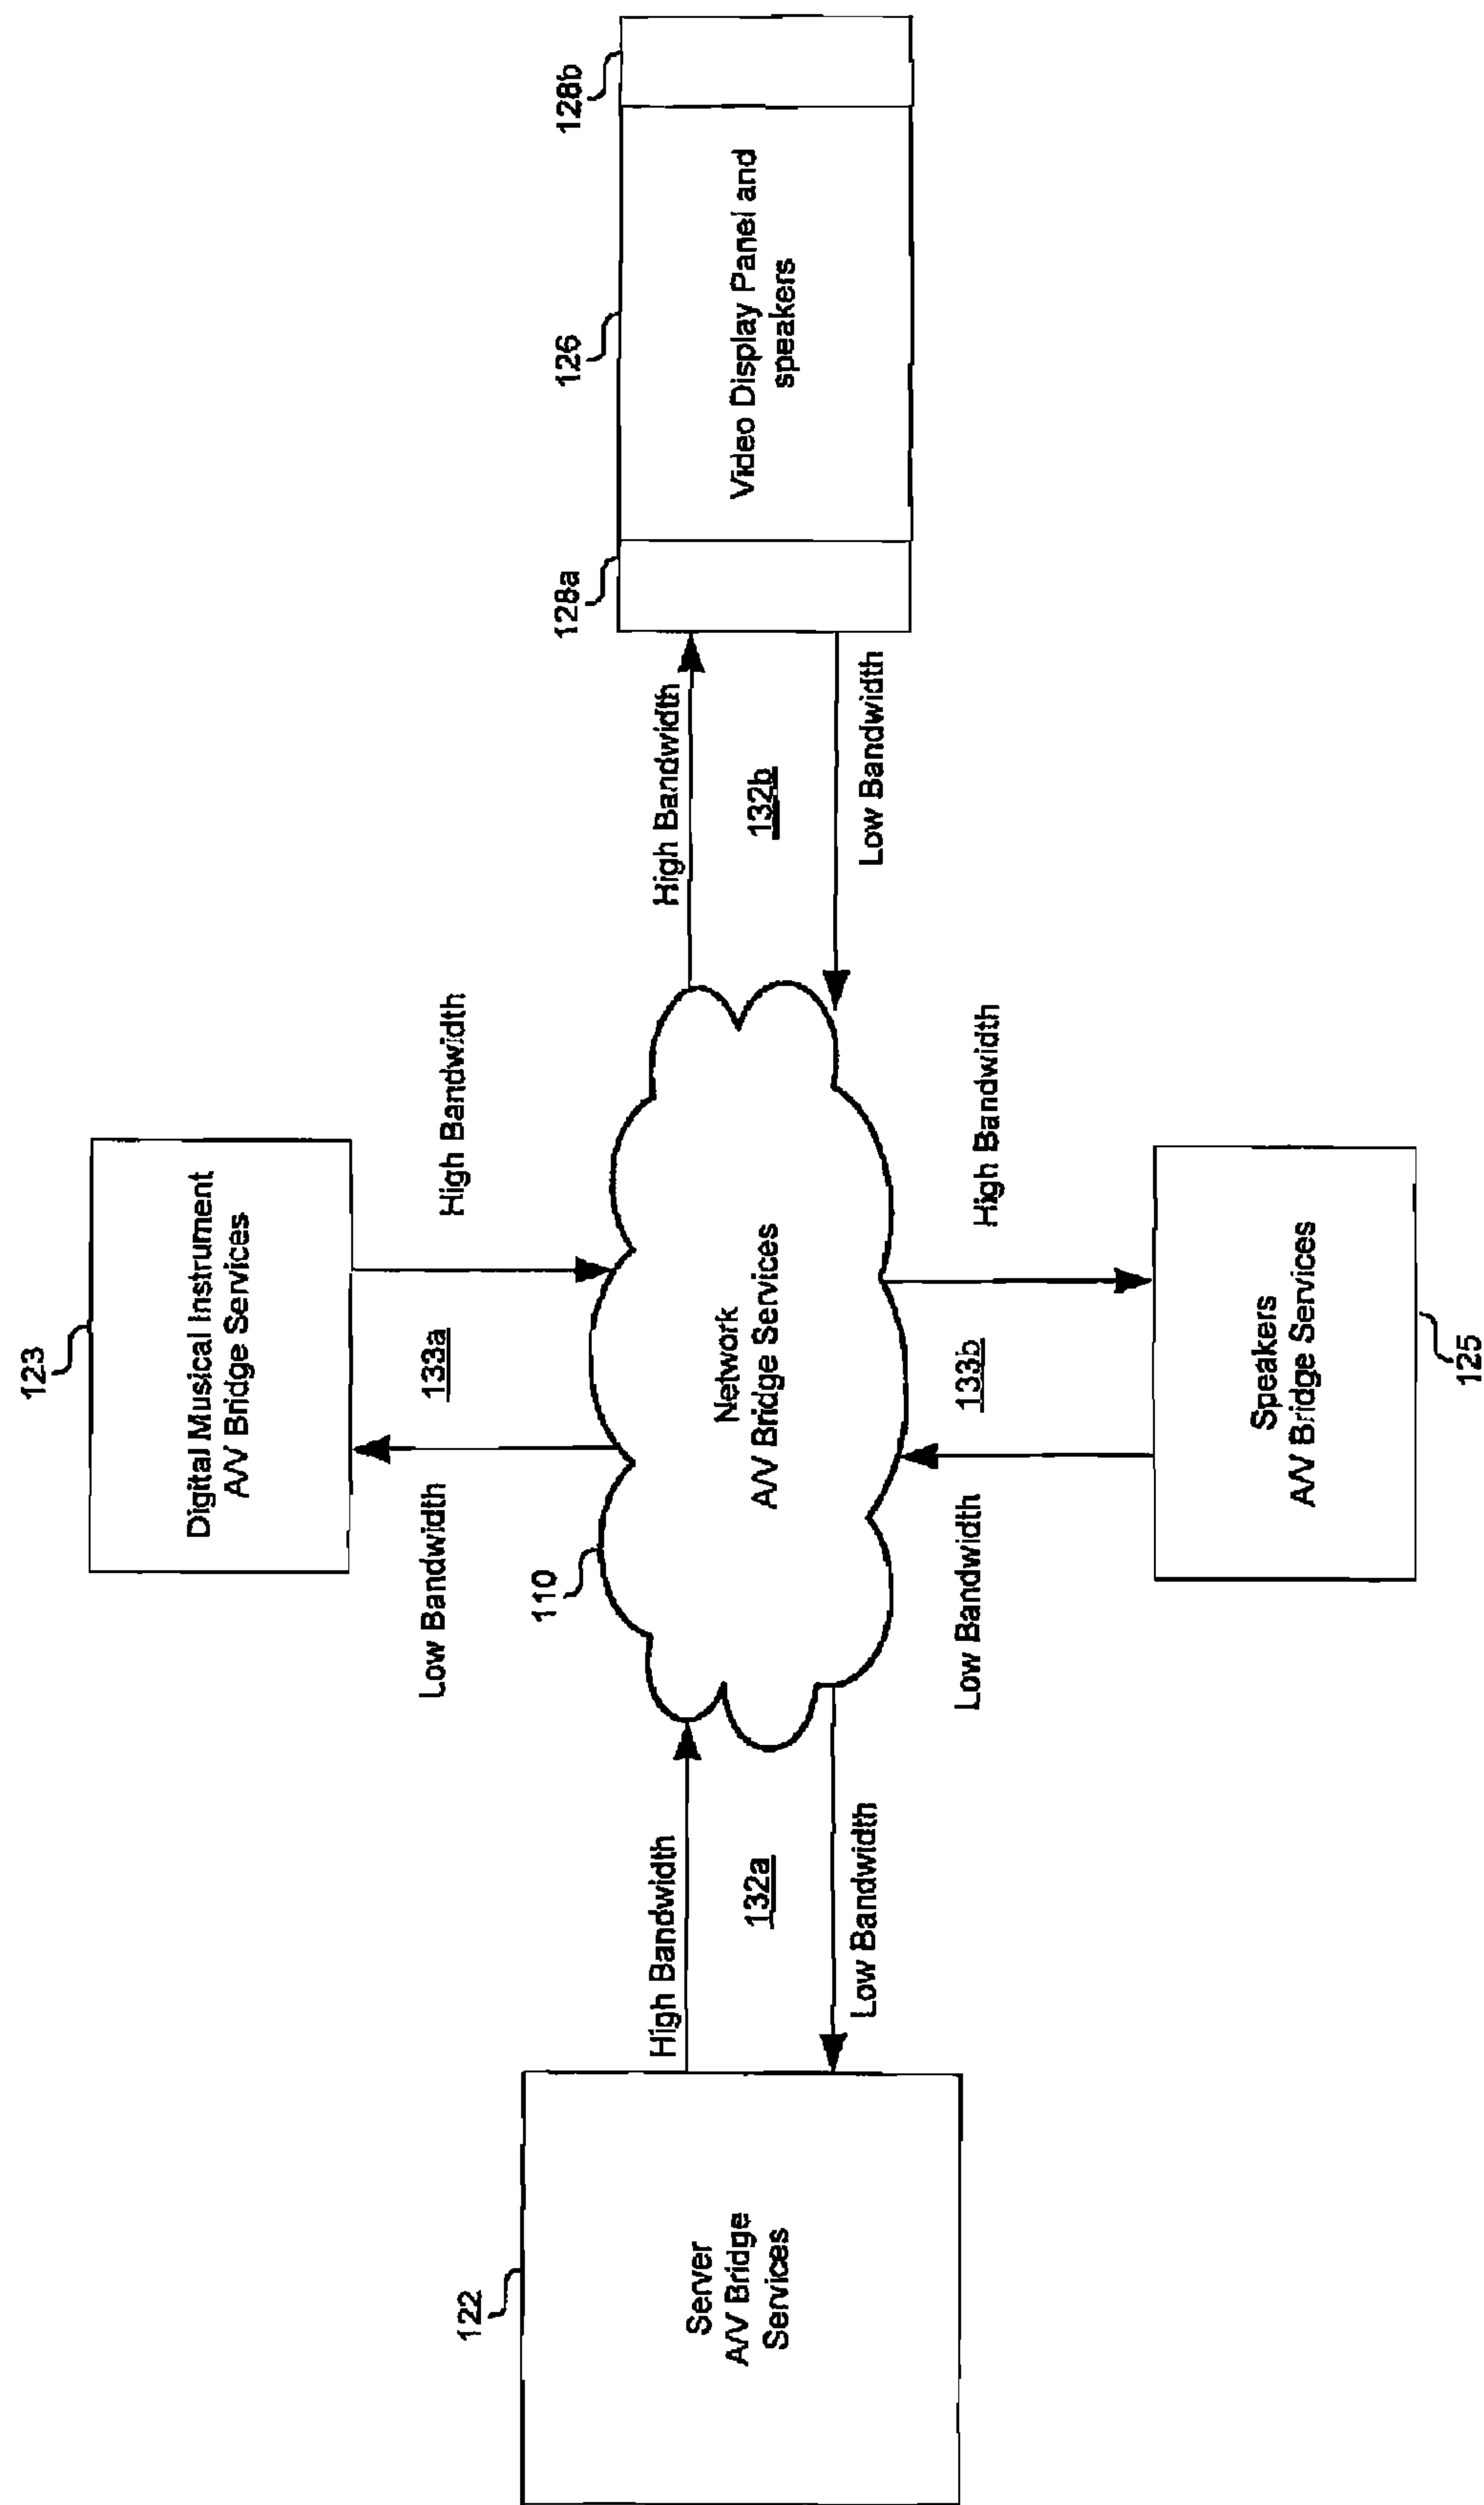 123
Digital Musical Instrument
A/V Bridge Services
Low Bandwidth
133a
High Bandwidth
122
Server
A/V Bridge
Services
High Bandwidth
132a
Low Bandwidth
110
Network
A/V Bridge Services
High Bandwidth
132b
Low Bandwidth
128a
126
128b
Video Display Panel and
speakers
Low Bandwidth
133b
High Bandwidth
Speakers
A/V Bridge Services
125